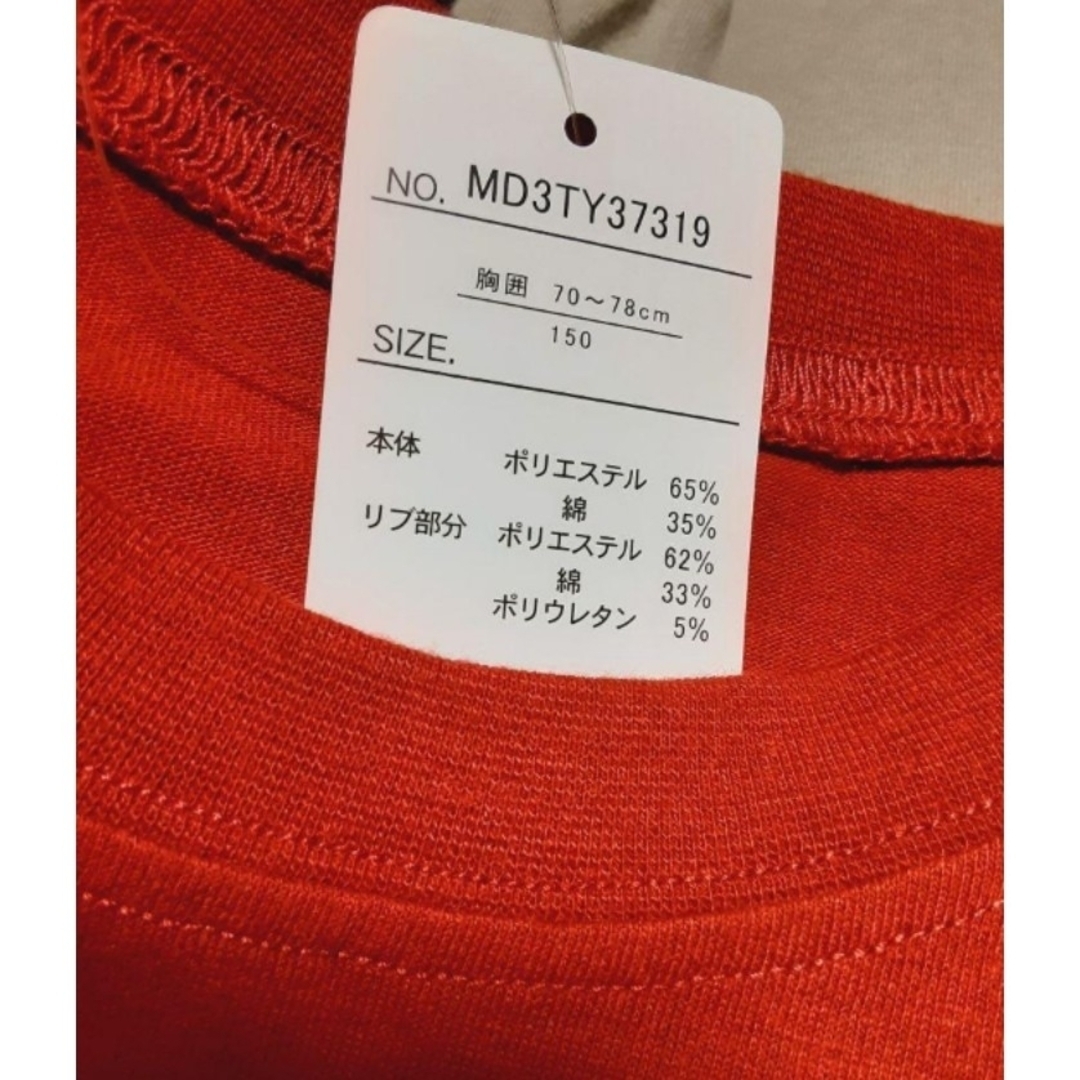 NO. MD3TY37319
胸囲 70～78cm
150
SIZE.
本体 ポリエステル 65%
綿 35%
リブ部分 ポリエステル 62%
綿 33%
ポリウレタン 5%